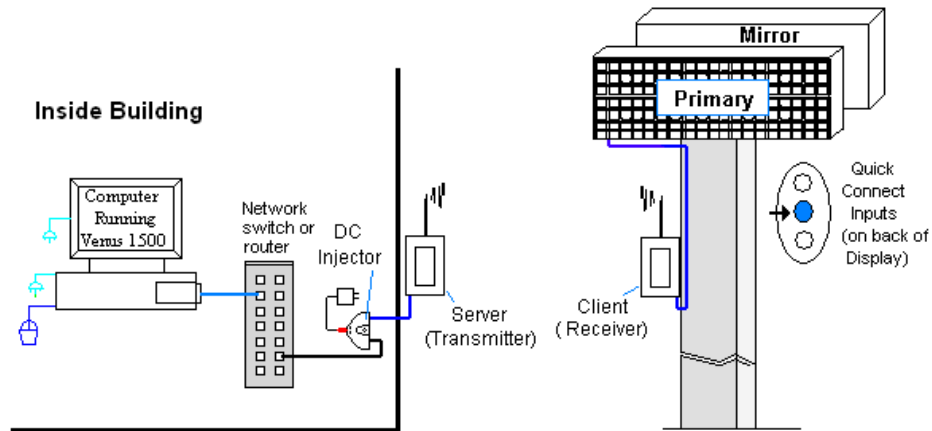 Mirror
Primary
Inside Building
Computer
Running
Venus 1500
Network
switch or
router
DC
Injector
Server
(Transmitter)
Client
( Receiver)
Quick
Connect
Inputs
(on back of
Display)